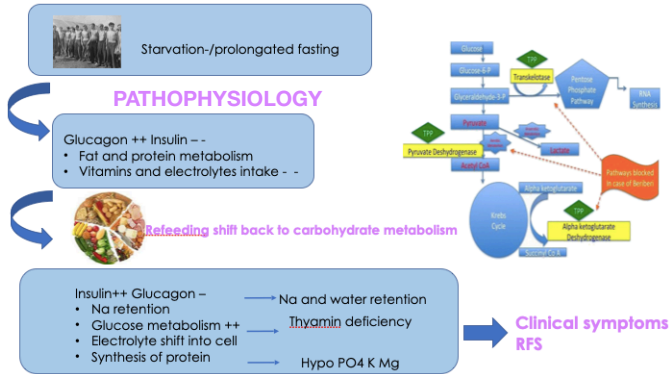 Starvation-/prolonged fasting
PATHOPHYSIOLOGY
Glucagon ++ Insulin – -
• Fat and protein metabolism
• Vitamins and electrolytes intake - -
Refeeding shift back to carbohydrate metabolism
Insulin++ Glucagon –
• Na retention
• Glucose metabolism ++
• Electrolyte shift into cell
• Synthesis of protein
Na and water retention
Thyamin deficiency
Hypo PO4 K Mg
Clinical symptoms
RFS
Glucose
Glucose-6-P
Glyceraldehyde-3-P
TPP
Transkelotase
Pentose
Phosphate
Pathway
RNA
Synthesis
Pyruvate
TPP
Pyruvate Deshydrogenase
Lactate
Acetyl CoA
Pathways blocked
in case of Beriberi
Alpha ketoglutarate
TPP
Krebs
Cycle
Alpha ketoglutarate
Deshydrogenase
Succinyl Co A